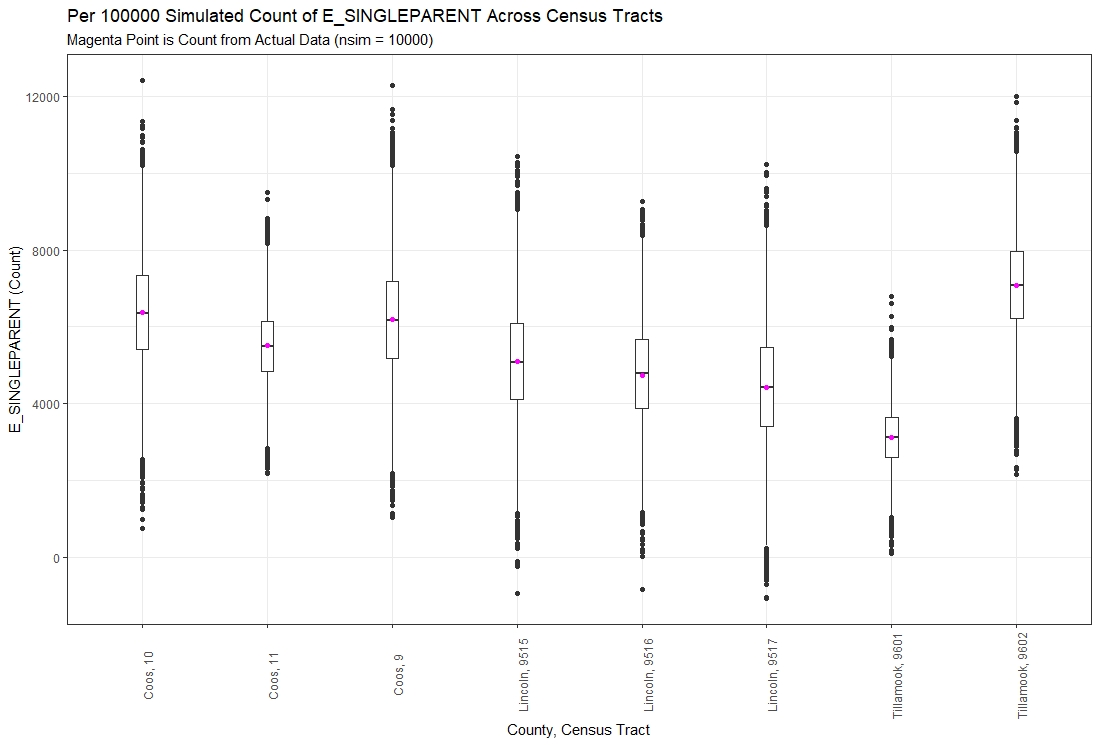 Per 100000 Simulated Count of E_SINGLEPARENT Across Census Tracts
Magenta Point is Count from Actual Data (nsim = 10000)
E_SINGLEPARENT (Count)
12000
8000
4000
0
Coos, 10
Coos, 11
Coos, 9
Lincoln, 9515
Lincoln, 9516
Lincoln, 9517
Tillamook, 9601
Tillamook, 9602
County, Census Tract